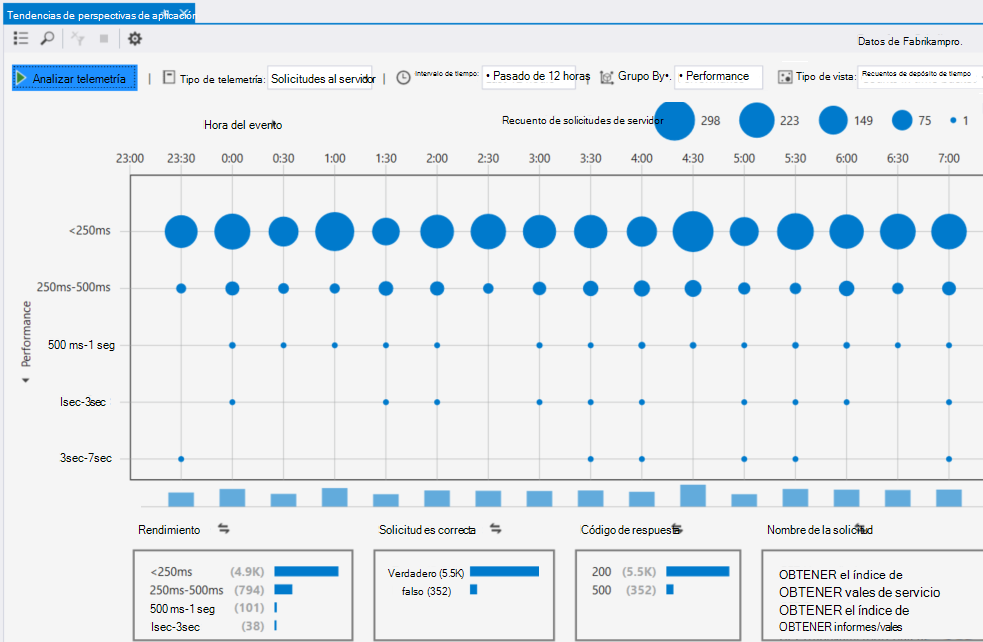 Tendencias de perspectivas de aplicación
Datos de Fabrikampro.
Analizar telemetría | Tipo de telemetría: Solicitudes al servidor | Intervalo de tiempo: • Pasado de 12 horas Grupo By•. • Performance Tipo de vista: Recuentos de depósito de tiempo
Hora del evento Recuento de solicitudes de servidor 298 223 149 75 1
23:00 23:30 0:00 0:30 1:00 1:30 2:00 2:30 3:00 3:30 4:00 4:30 5:00 5:30 6:00 6:30 7:00
<250ms
250ms-500ms
500 ms-1 seg
lsec-3sec
3sec-7sec
Performance
Rendimiento Solicitud es correcta Código de respuesta Nombre de la solicitud
<250ms (4.9K)
250ms-500ms (794)
500 ms-1 seg (101)
lsec-3sec (38)
Verdadero (5.5K)
falso (352)
200 (5.5K)
500 (352)
OBTENER el índice de
OBTENER vales de servicio
OBTENER el índice de
OBTENER informes/vales